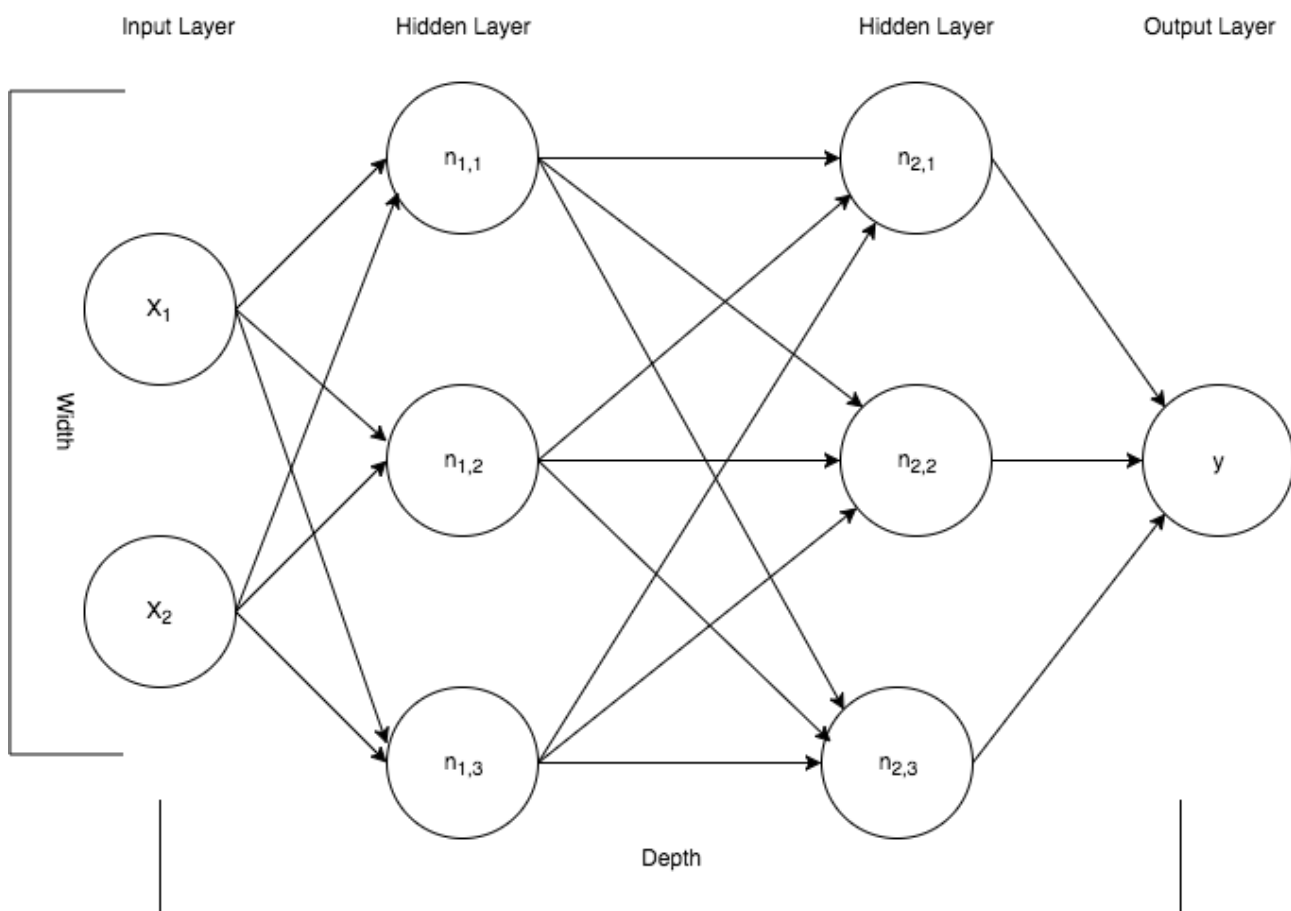 Input Layer Hidden Layer Hidden Layer Output Layer
n1,1 n2,1
X1
Width
n1,2 n2,2 y
X2
n1,3 n2,3
Depth